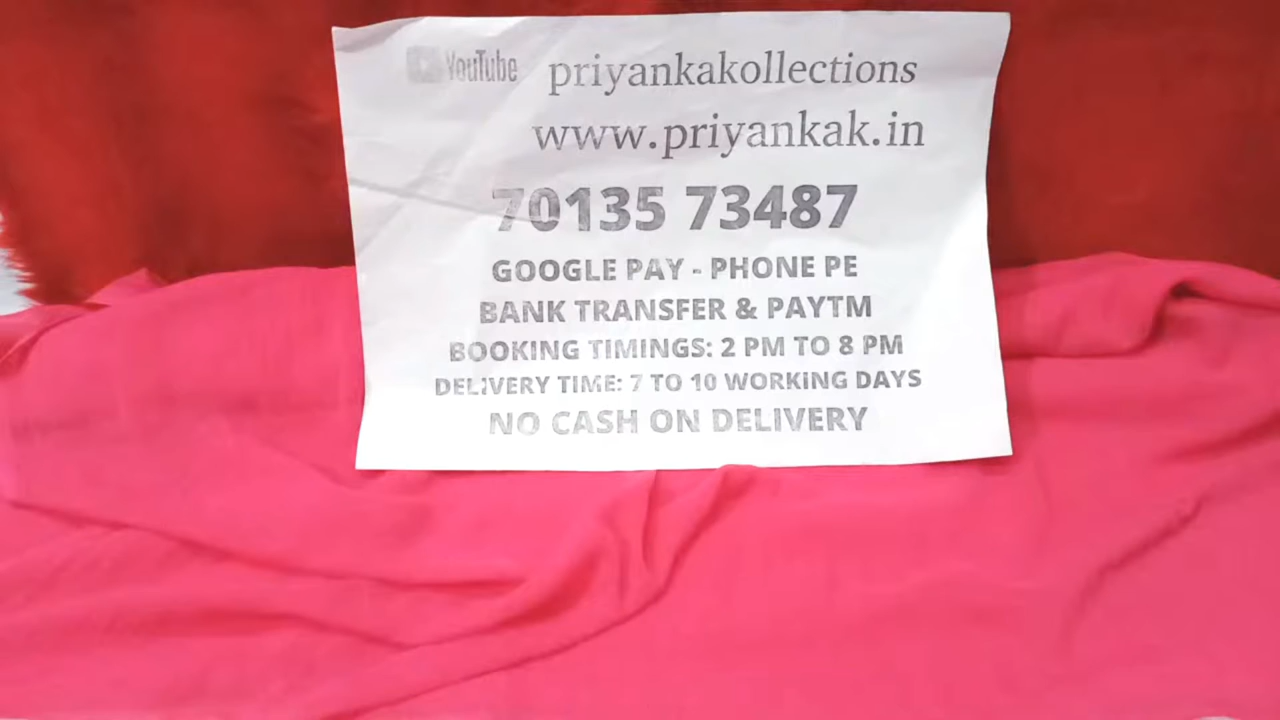 YouTube priyankakollections
www.priyankak.in
70135 73487
GOOGLE PAY - PHONE PE
BANK TRANSFER & PAYTM
BOOKING TIMINGS: 2 PM TO 8 PM
DELIVERY TIME: 7 TO 10 WORKING DAYS
NO CASH ON DELIVERY